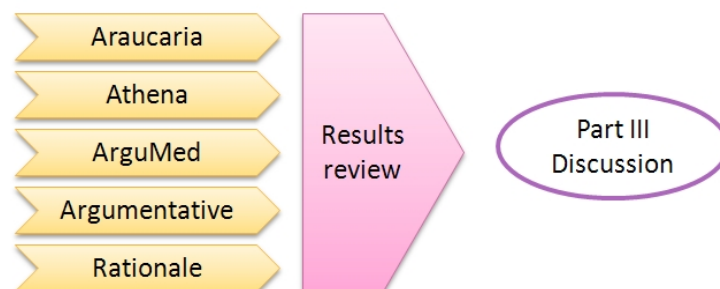 Araucaria
Athena
ArguMed
Argumentative
Rationale
Results
review
Part III
Discussion